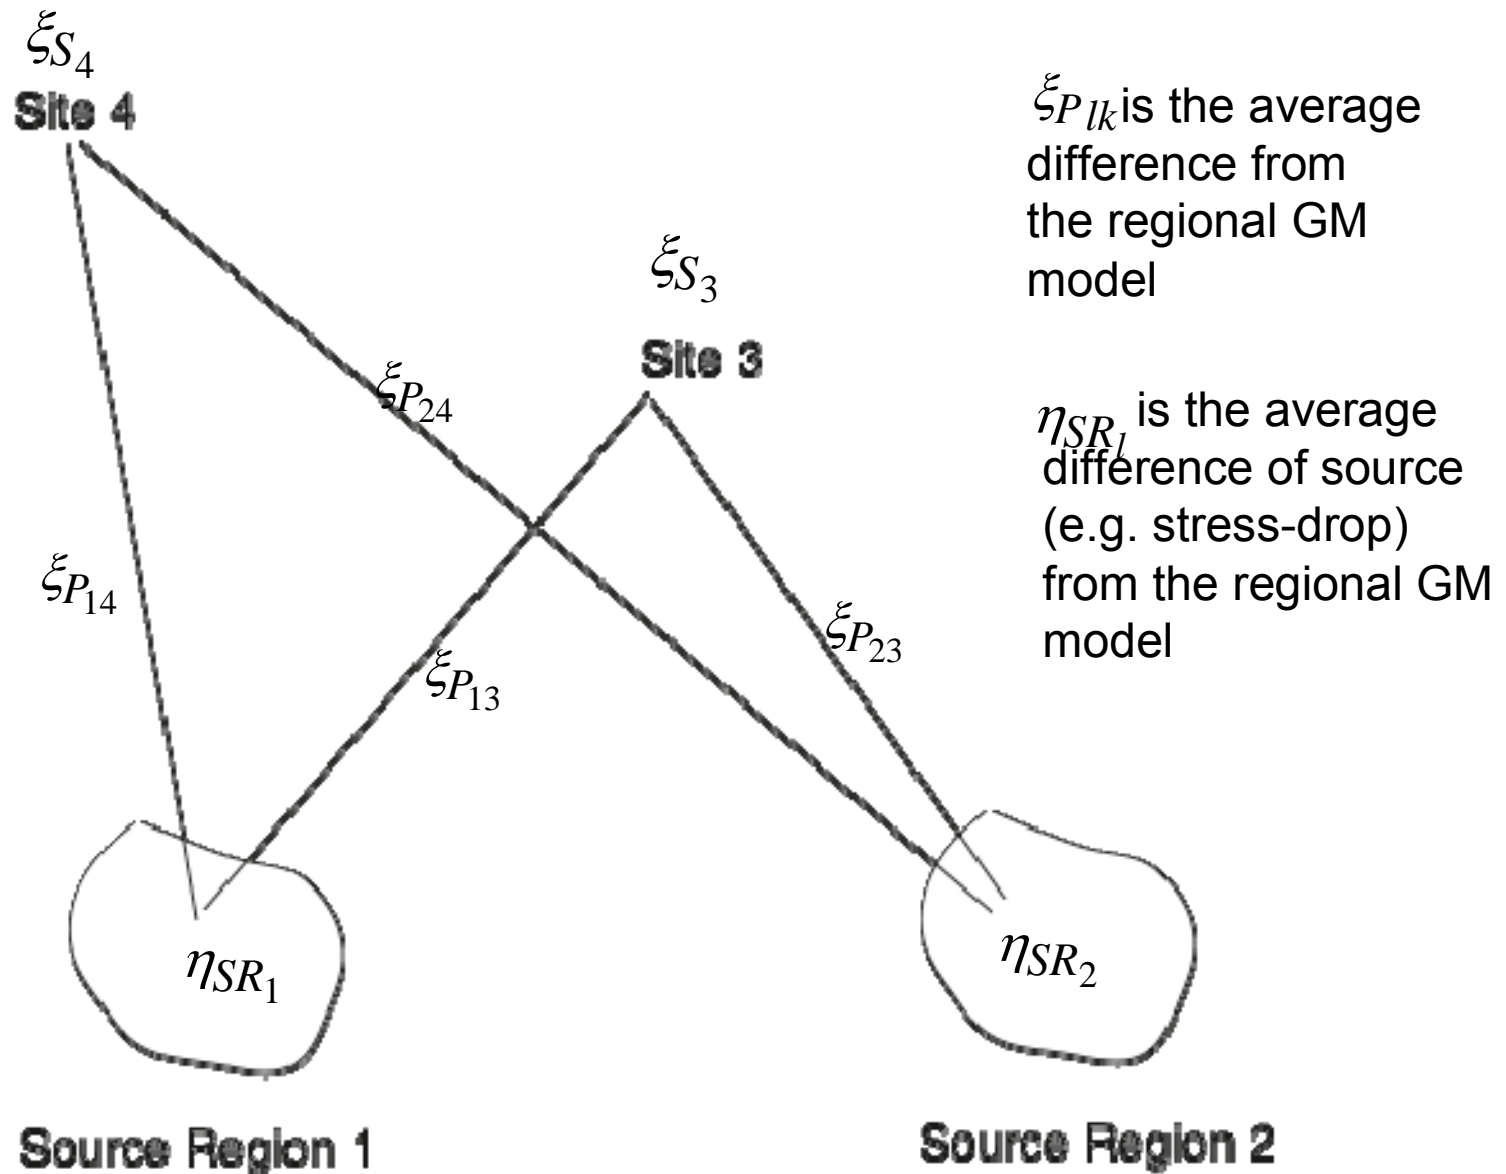 ξS4
Site 4
ξP lk is the average
difference from
the regional GM
model
ξS3
Site 3
ξP24
ηSRl is the average
difference of source
(e.g. stress-drop)
from the regional GM
model
ξP14
ξP23
ξP13
ηSR1
ηSR2
Source Region 1
Source Region 2